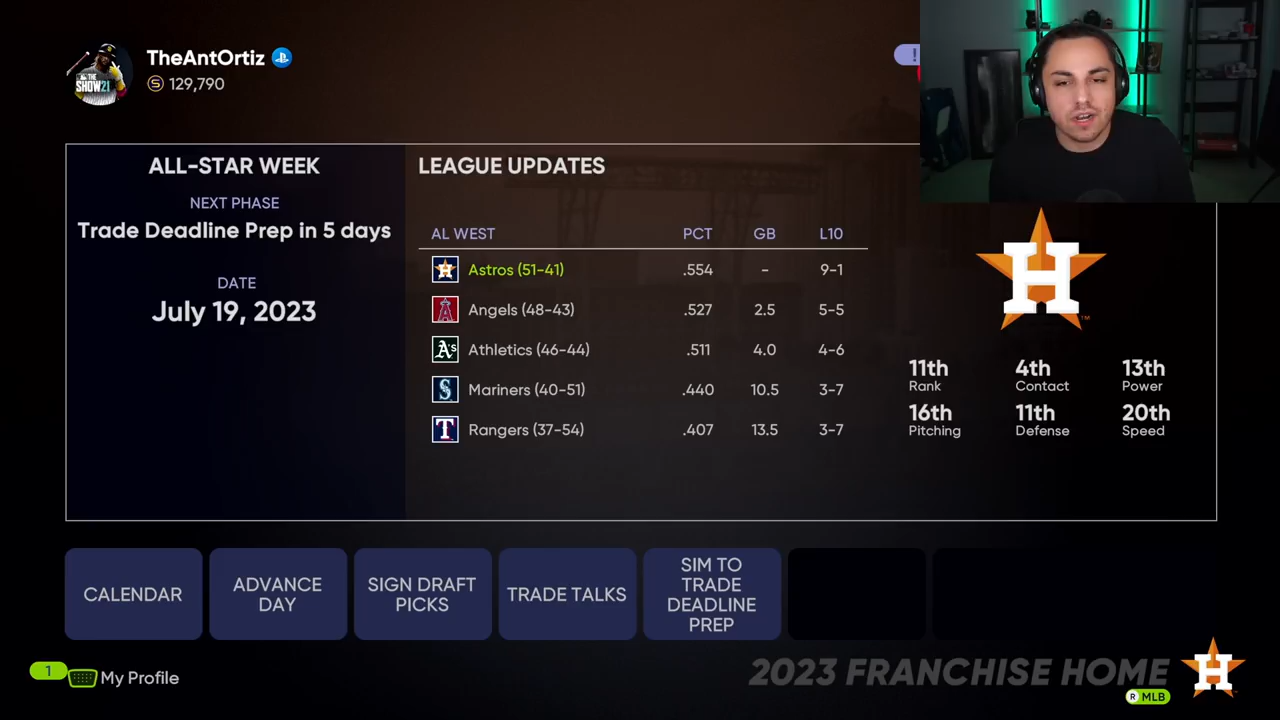 TheAntOrtiz
S 129,790
THE SHOW21
!
ALL-STAR WEEK
NEXT PHASE
Trade Deadline Prep in 5 days
DATE
July 19, 2023
LEAGUE UPDATES
AL WEST PCT GB L10
Astros (51-41) .554 - 9-1
Angels (48-43) .527 2.5 5-5
A's Athletics (46-44) .511 4.0 4-6
S Mariners (40-51) .440 10.5 3-7
T Rangers (37-54) .407 13.5 3-7
H
11th 4th 13th
Rank Contact Power
16th 11th 20th
Pitching Defense Speed
CALENDAR
ADVANCE
DAY
SIGN DRAFT
PICKS
TRADE TALKS
SIM TO
TRADE
DEADLINE
PREP
1 My Profile
2023 FRANCHISE HOME H
R MLB